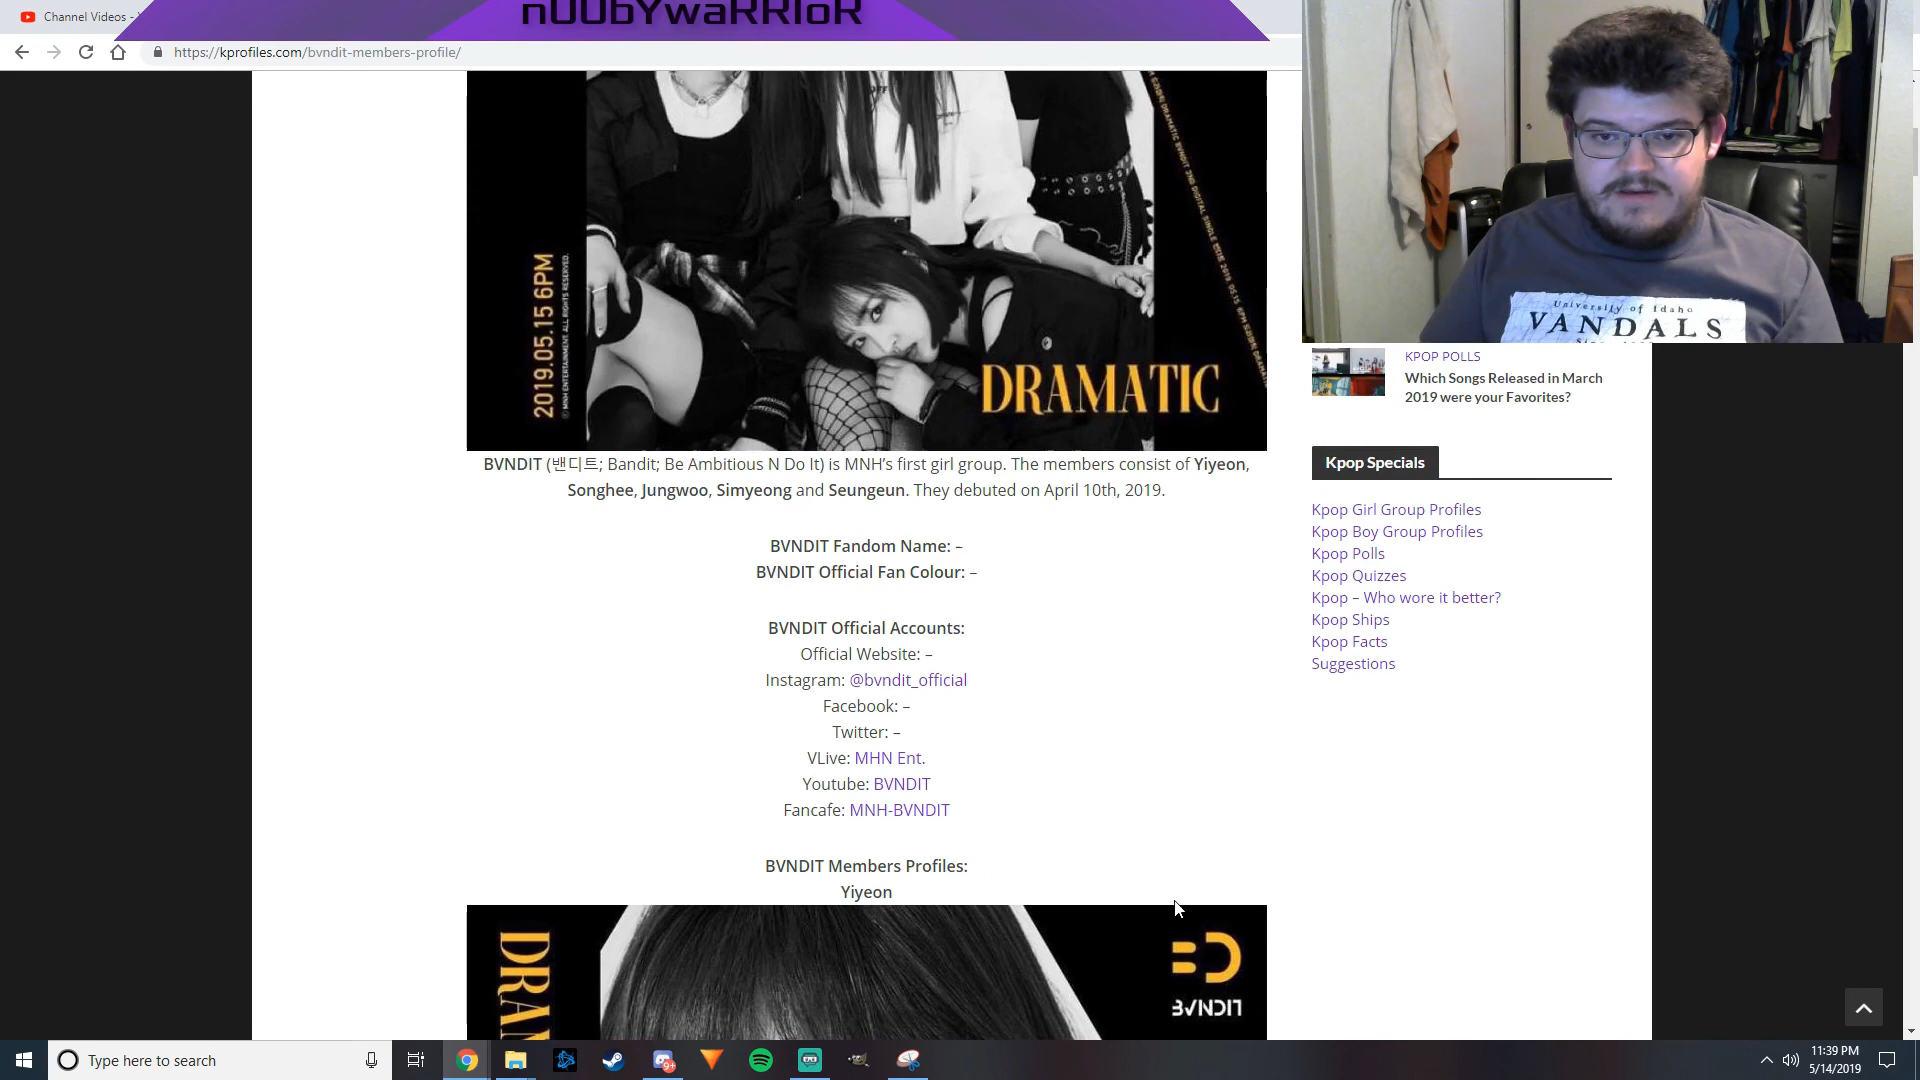 Channel Videos -
nUUbYwaRRIoR
https://kprofiles.com/bvndit-members-profile/
2019.05.15 6PM
© MNH ENTERTAINMENT. ALL RIGHTS RESERVED.
DRAMATIC
University of Idaho
VANDALS
KPOP POLLS
Which Songs Released in March
2019 were your Favorites?
BVNDIT (밴디트; Bandit; Be Ambitious N Do It) is MNH’s first girl group. The members consist of Yiyeon,
Songhee, Jungwoo, Simyeong and Seungeun. They debuted on April 10th, 2019.
Kpop Specials
Kpop Girl Group Profiles
Kpop Boy Group Profiles
Kpop Polls
Kpop Quizzes
Kpop – Who wore it better?
Kpop Ships
Kpop Facts
Suggestions
BVNDIT Fandom Name: –
BVNDIT Official Fan Colour: –
BVNDIT Official Accounts:
Official Website: –
Instagram: @bvndit_official
Facebook: –
Twitter: –
VLive: MHN Ent.
Youtube: BVNDIT
Fancafe: MNH-BVNDIT
BVNDIT Members Profiles:
Yiyeon
BVNDIT
Type here to search
9+
11:39 PM
5/14/2019